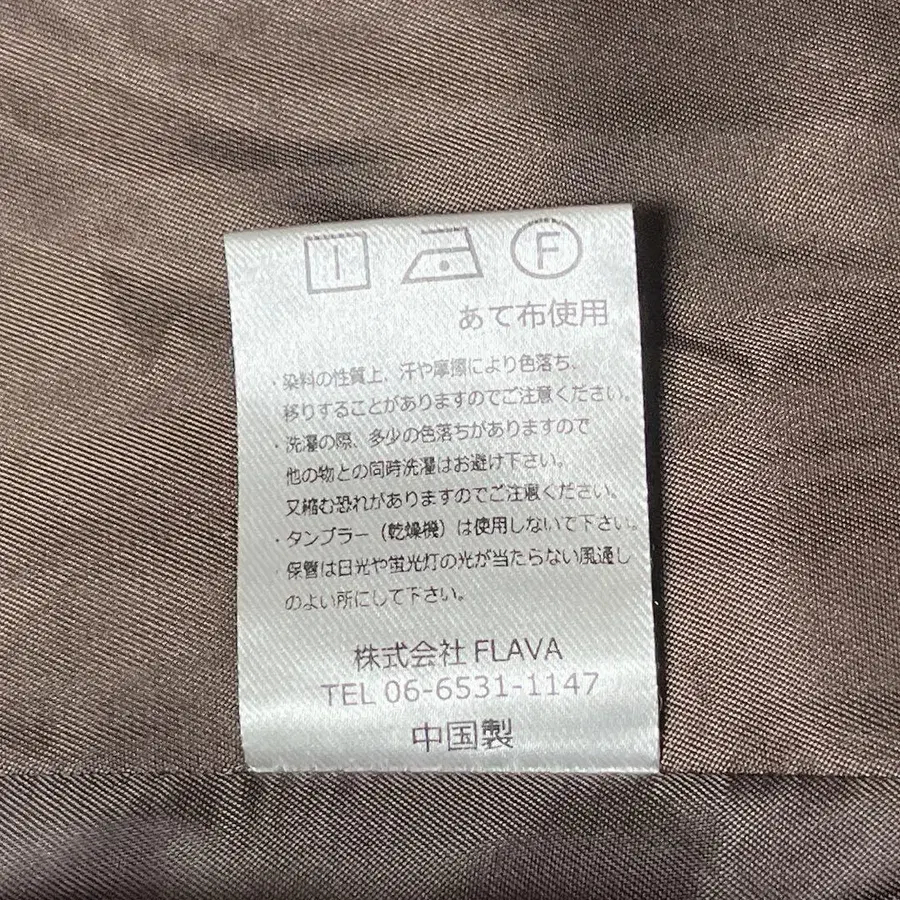 F
あて布使用
・染料の性質上、汗や摩擦により色落ち、
移りすることがありますのでご注意ください。
・洗濯の際、多少の色落ちがありますので
他の物との同時洗濯はお避け下さい。
又縮む恐れがありますのでご注意ください。
・タンブラー（乾燥機）は使用しないで下さい。
・保管は日光や蛍光灯の光が当たらない風通し
のよい所にして下さい。
株式会社 FLAVA
TEL 06-6531-1147
中国製